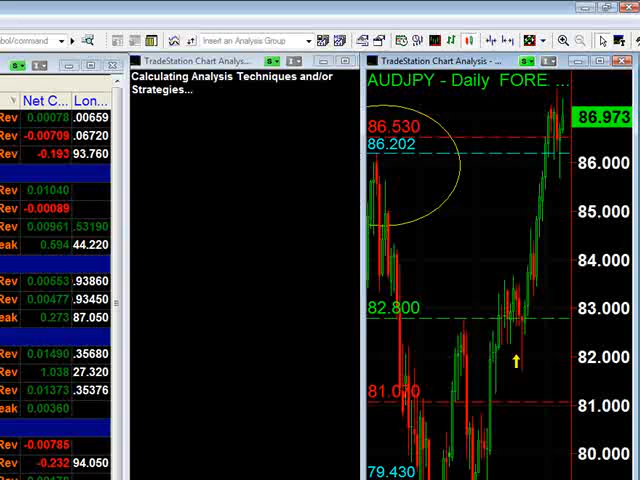 bol/command
Insert an Analysis Group
TradeStation Chart Analys...
TradeStation Chart Analysis - ...
Calculating Analysis Techniques and/or
Strategies...
AUDJPY - Daily FORE ...
Net C... Lon...
Rev 0.00078 .00659
Rev -0.00709 .06720
Rev -0.193 93.760
Rev 0.01040
Rev -0.00089
Rev 0.00961 .53190
eak 0.594 44.220
Rev 0.00553 .93860
Rev 0.00477 .93450
eak 0.273 87.050
Rev 0.01490 .35680
Rev 1.038 27.320
Rev 0.01373 .35376
eak 0.00360
Rev -0.00785
Rev -0.232 94.050
86.530
86.202
82.800
81.070
79.430
86.973
86.000
85.000
84.000
83.000
82.000
81.000
80.000